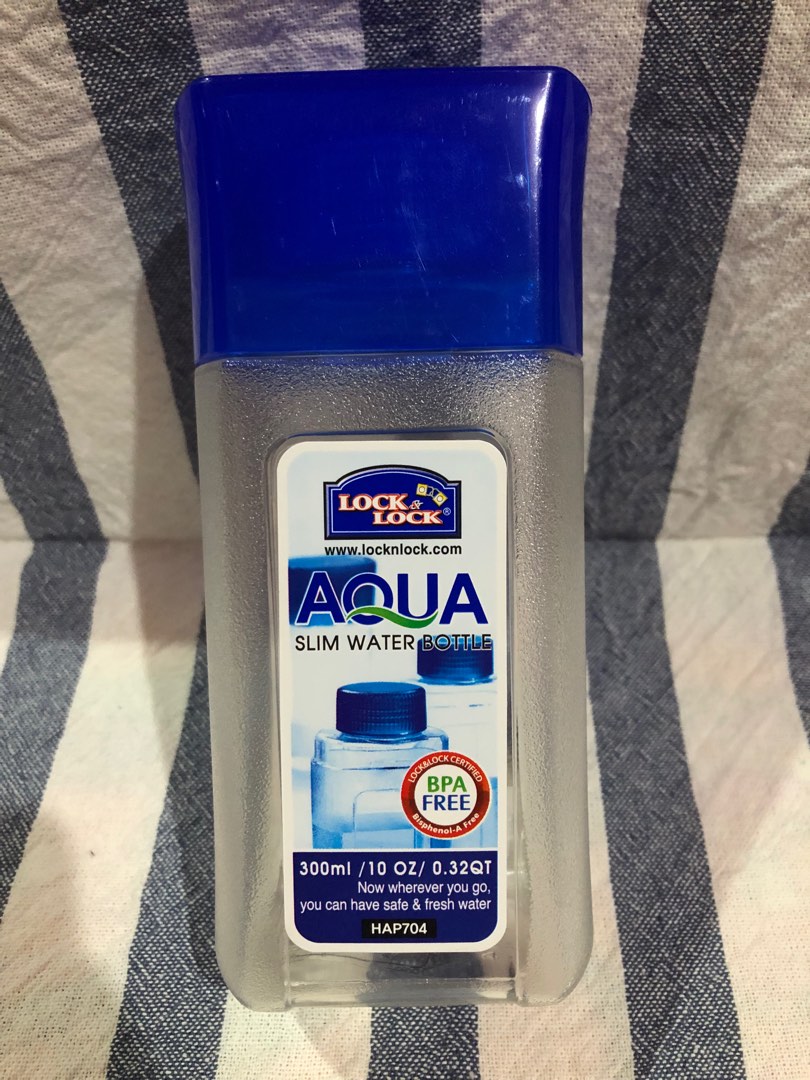 LOCK &
LOCK ®
www.locknlock.com
AQUA
SLIM WATER BOTTLE
LOCK&LOCK CERTIFIED
BPA
FREE
Bisphenol-A Free
300ml /10 OZ/ 0.32QT
Now wherever you go,
you can have safe & fresh water
HAP704